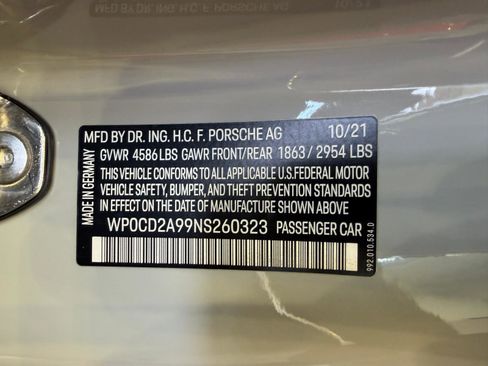 MFD BY DR. ING. H.C. F. PORSCHE AG 10/21
GVWR 4586 LBS GAWR FRONT/REAR 1863 / 2954 LBS
THIS VEHICLE CONFORMS TO ALL APPLICABLE U.S. FEDERAL MOTOR
VEHICLE SAFETY, BUMPER, AND THEFT PREVENTION STANDARDS
IN EFFECT ON THE DATE OF MANUFACTURE SHOWN ABOVE.
WP0CD2A99NS260323 PASSENGER CAR
MADE IN GERMANY
992.010.534.0